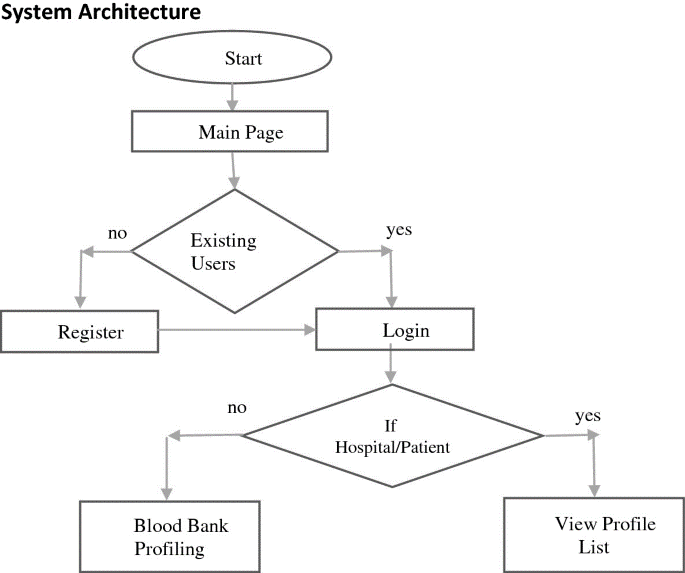 System Architecture
Start
Main Page
no
yes
Existing
Users
Register
Login
no
yes
If
Hospital/Patient
Blood Bank
Profiling
View Profile
List